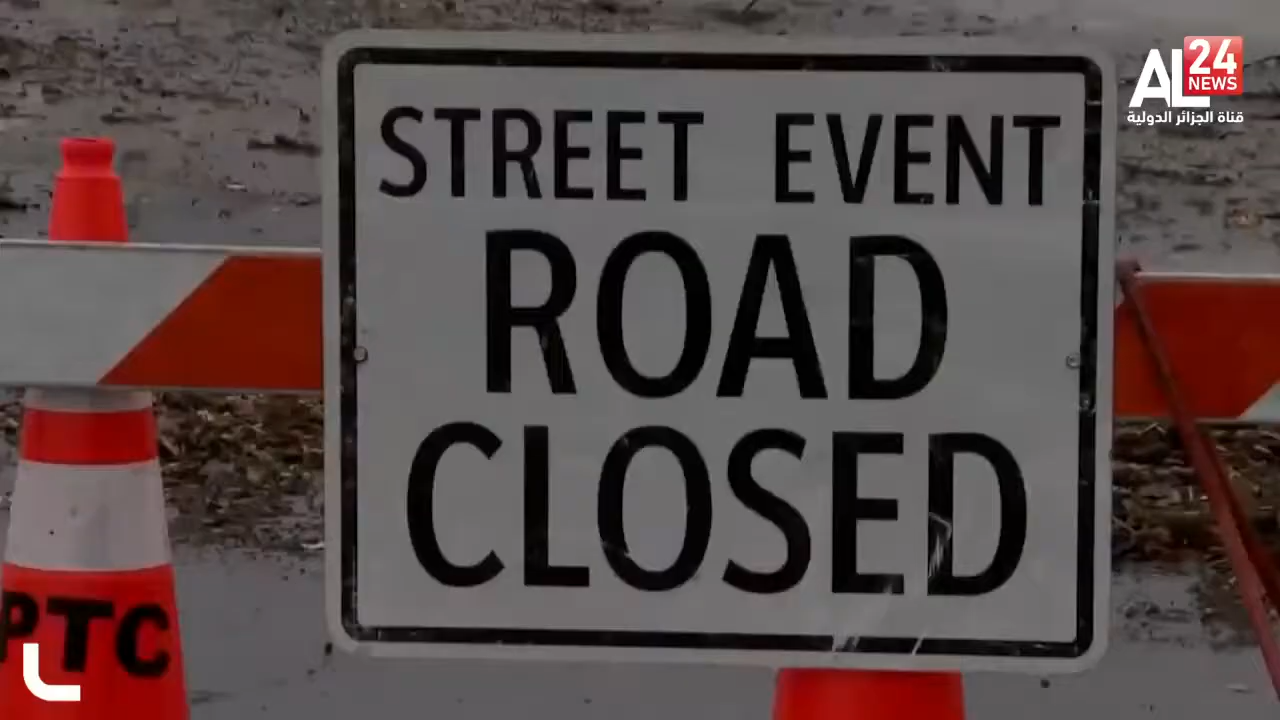 STREET EVENT
ROAD
CLOSED
PTC
AL 24
NEWS
قناة الجزائر الدولية